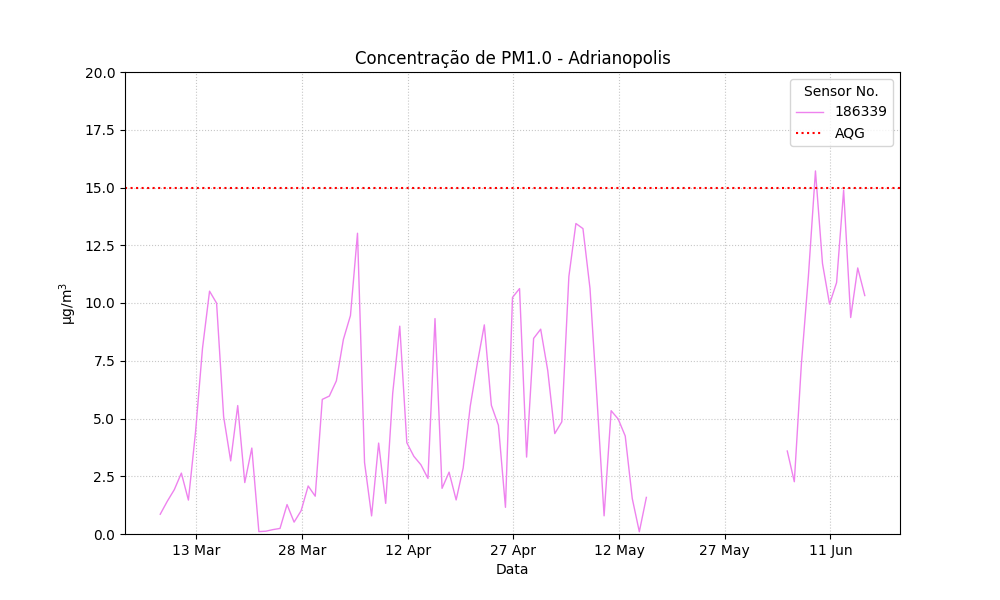 Concentração de PM1.0 - Adrianopolis
Sensor No.
186339
AQG
µg/m³
20.0
17.5
15.0
12.5
10.0
7.5
5.0
2.5
0.0
13 Mar
28 Mar
12 Apr
27 Apr
12 May
27 May
11 Jun
Data